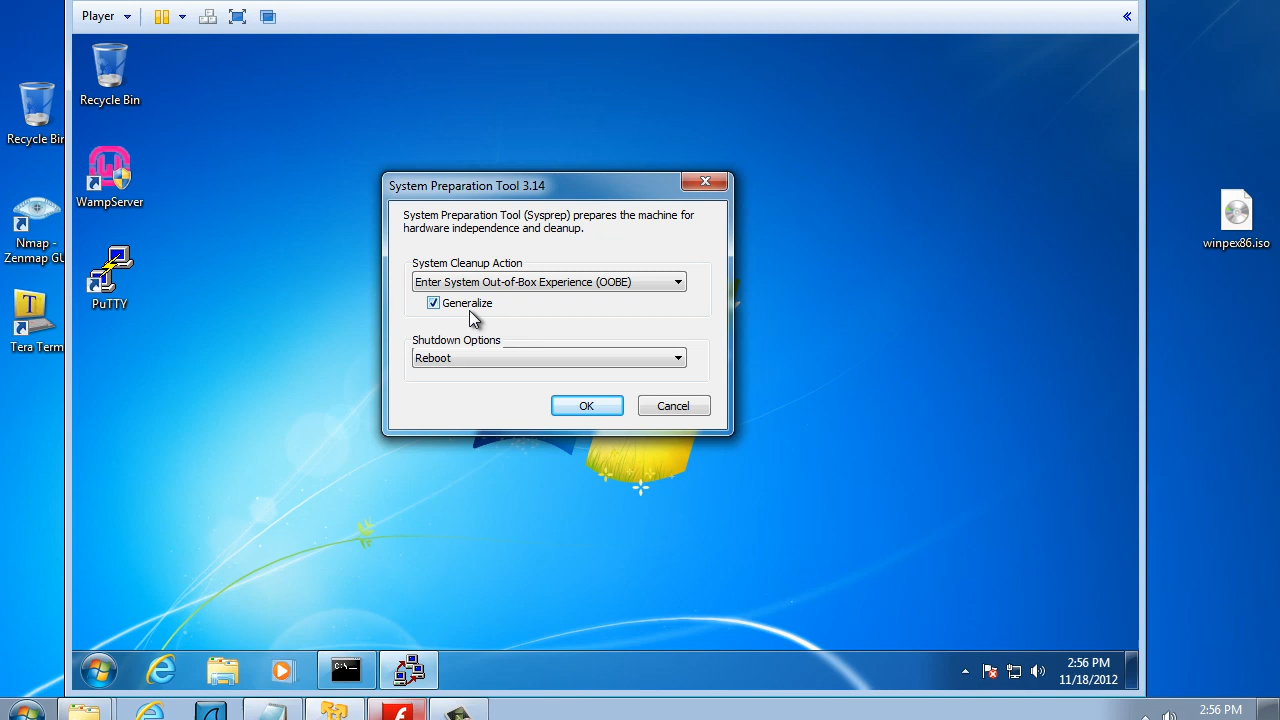 Player
Recycle Bin
Recycle Bin
WampServer
Nmap -
Zenmap GU
PuTTY
Tera Term
winpex86.iso
System Preparation Tool 3.14
System Preparation Tool (Sysprep) prepares the machine for
hardware independence and cleanup.
System Cleanup Action
Enter System Out-of-Box Experience (OOBE)
Generalize
Shutdown Options
Reboot
OK
Cancel
C:\
2:56 PM
11/18/2012
2:56 PM